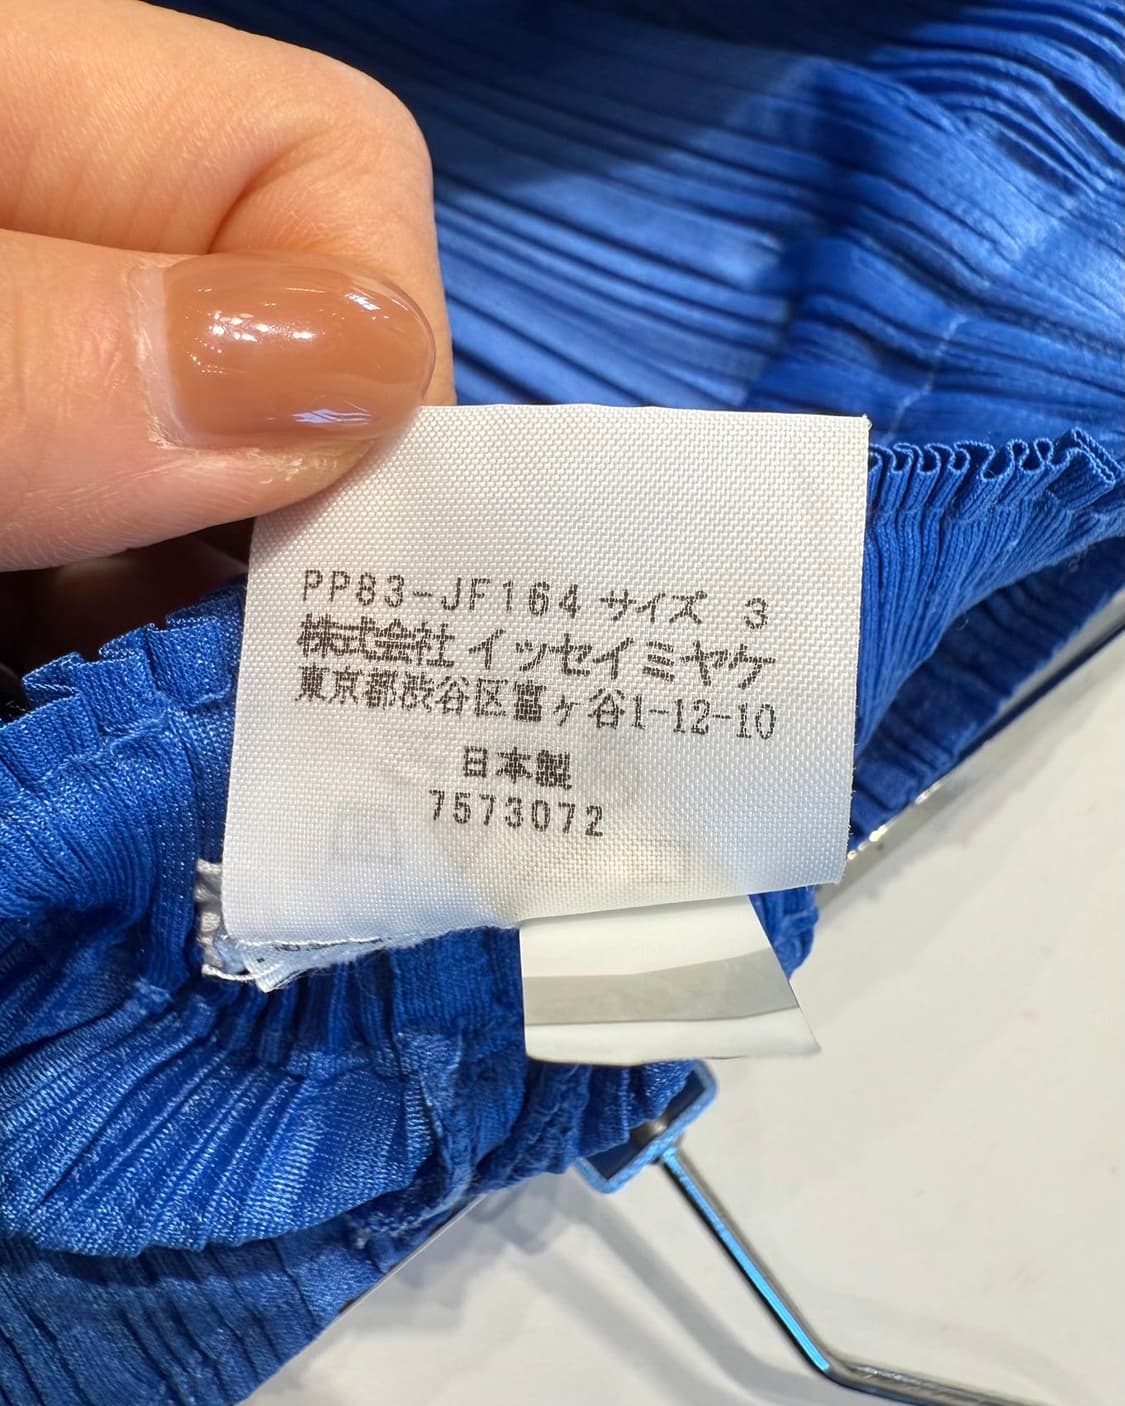 PP83-JF164 サイズ 3
株式会社 イッセイミヤケ
東京都渋谷区富ヶ谷1-12-10
日本製
7573072